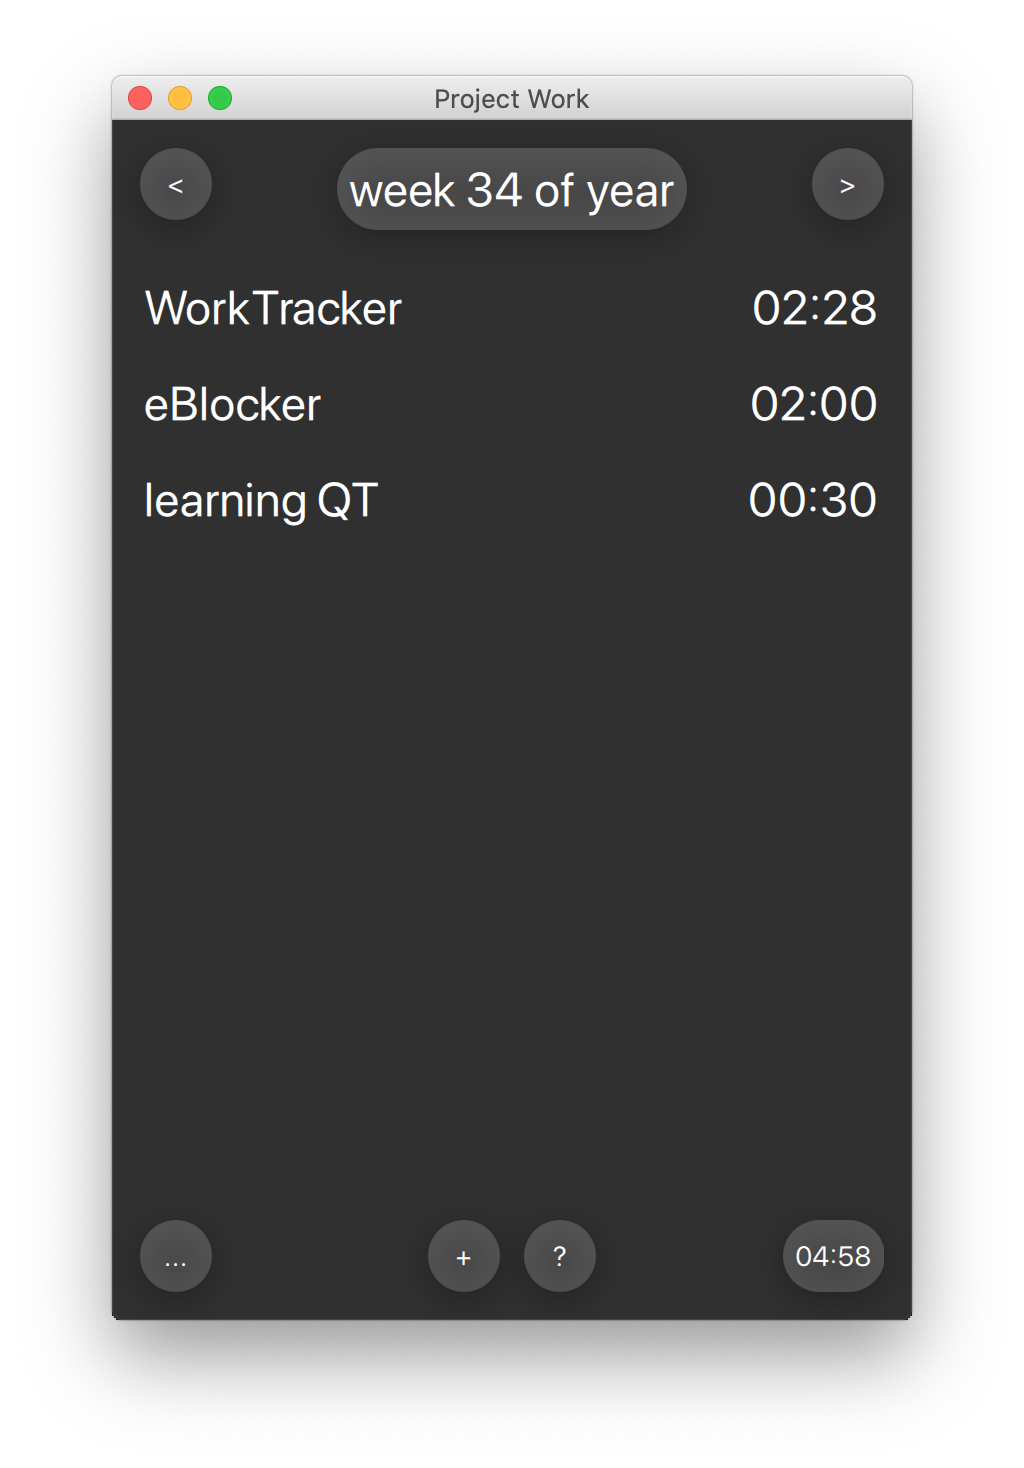 Project Work
< week 34 of year >
WorkTracker 02:28
eBlocker 02:00
learning QT 00:30
... + ? 04:58